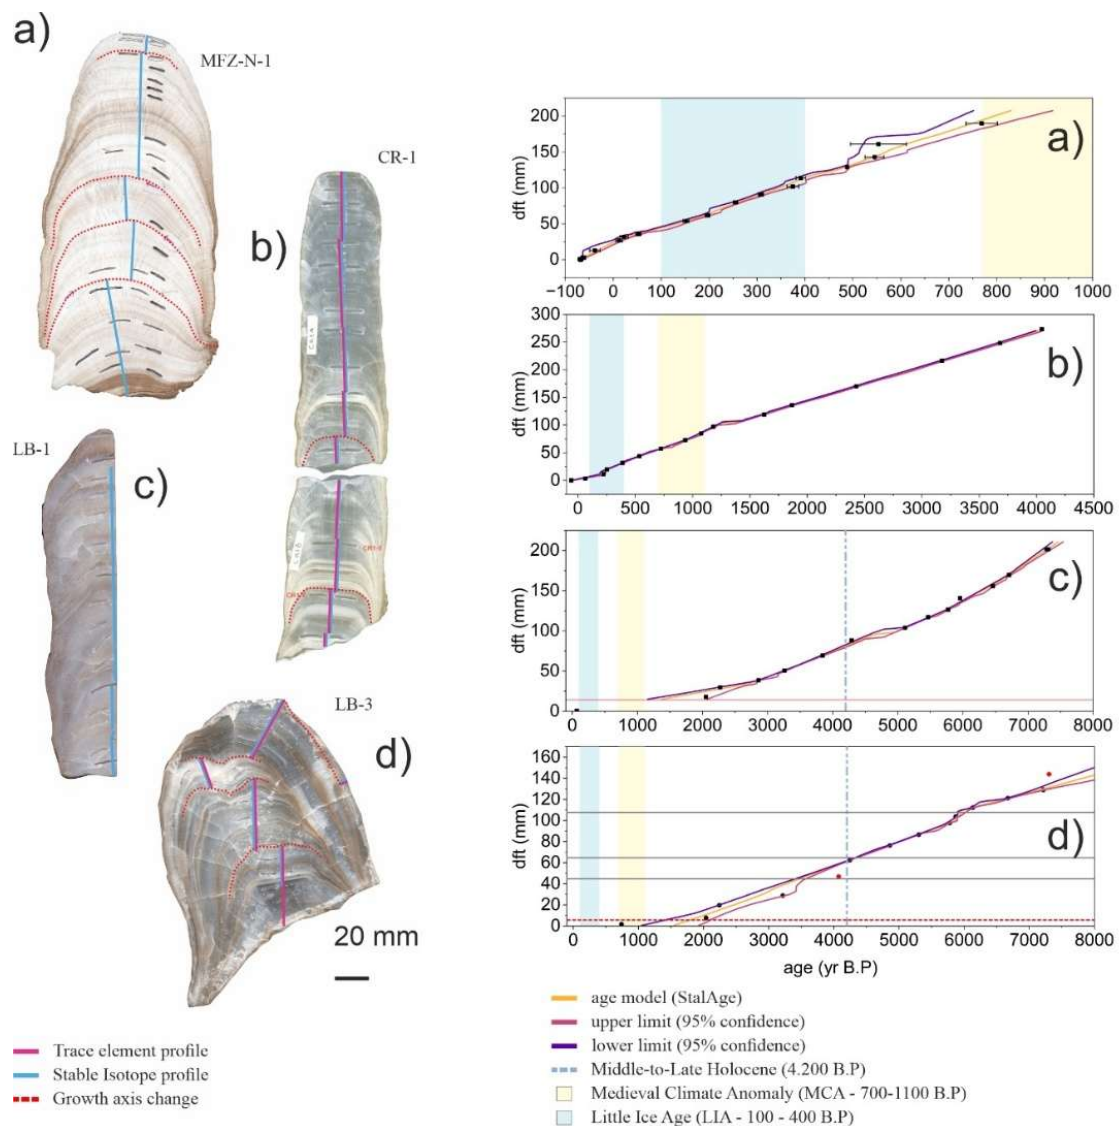 a)
MFZ-N-1
CR-1
b)
CR1A
CR1-B
CR1B
LB-1
c)
LB-3
d)
20 mm
Trace element profile
Stable Isotope profile
Growth axis change
dft (mm)
200
150
100
50
0
a)
−100 0 100 200 300 400 500 600 700 800 900 1000
dft (mm)
300
250
200
150
100
50
0
b)
0 500 1000 1500 2000 2500 3000 3500 4000 4500
dft (mm)
200
150
100
50
0
c)
0 1000 2000 3000 4000 5000 6000 7000 8000
dft (mm)
160
140
120
100
80
60
40
20
0
d)
0 1000 2000 3000 4000 5000 6000 7000 8000
age (yr B.P)
age model (StalAge)
upper limit (95% confidence)
lower limit (95% confidence)
Middle-to-Late Holocene (4.200 B.P)
Medieval Climate Anomaly (MCA - 700-1100 B.P)
Little Ice Age (LIA - 100 - 400 B.P)